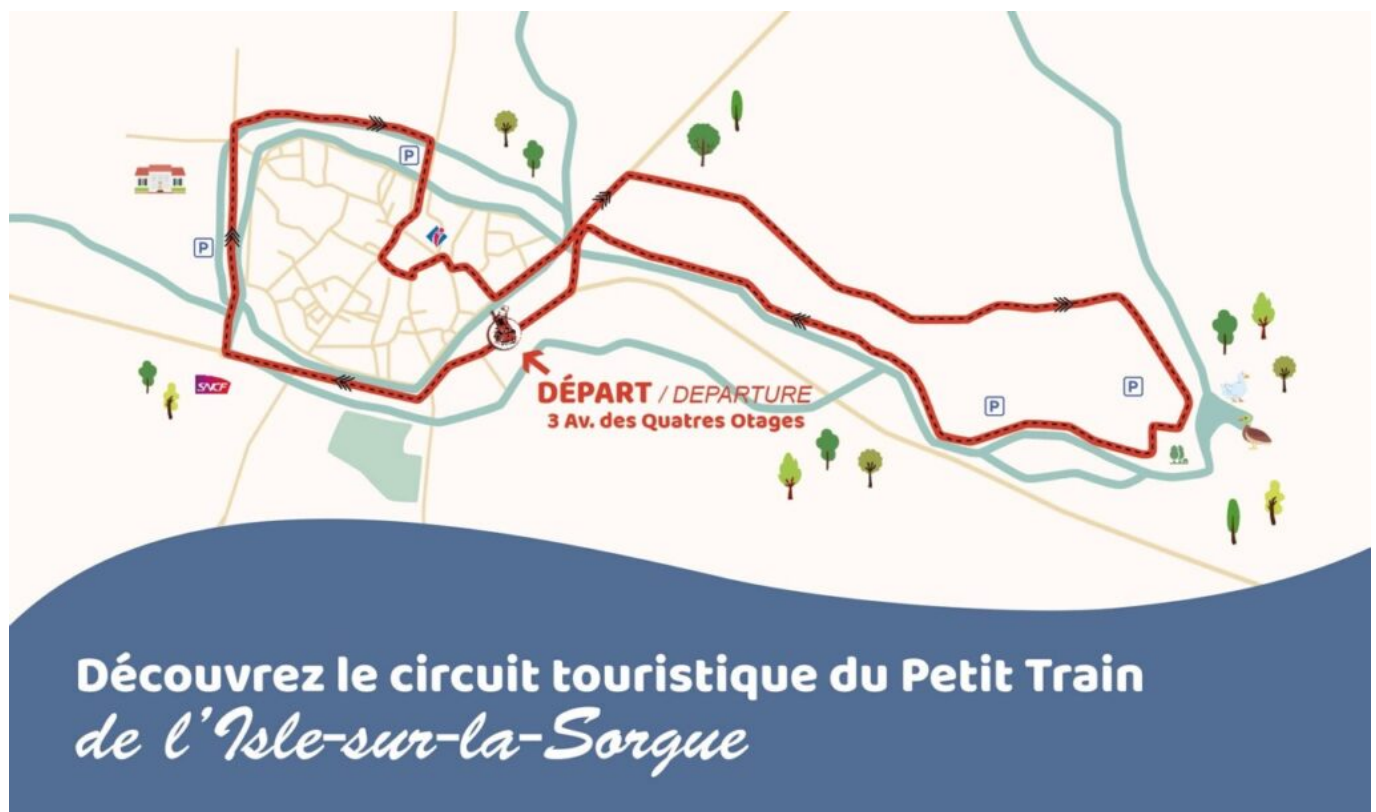 P
P
SNCF
DÉPART / DEPARTURE
3 Av. des Quatres Otages
P
P
Découvrez le circuit touristique du Petit Train
de l'Isle-sur-la-Sorgue